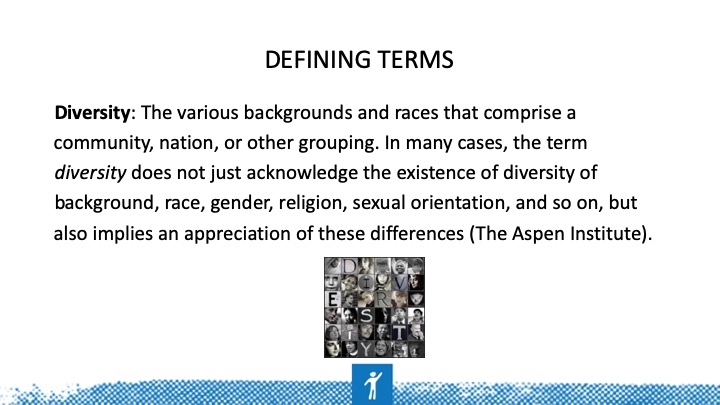 DEFINING TERMS
Diversity: The various backgrounds and races that comprise a
community, nation, or other grouping. In many cases, the term
diversity does not just acknowledge the existence of diversity of
background, race, gender, religion, sexual orientation, and so on, but
also implies an appreciation of these differences (The Aspen Institute).
D
I V
E R
S
i T
Y